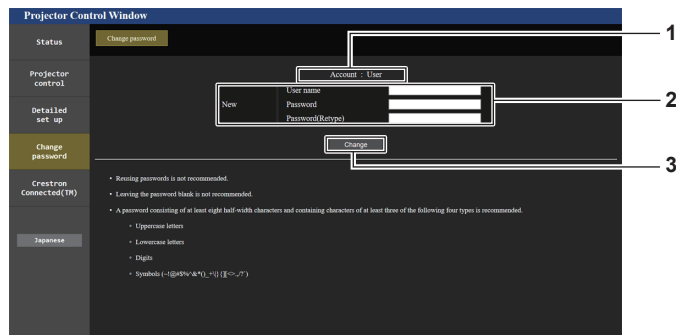 Projector Control Window
Status
Change password
1
Projector
control
Account : User
User name
New
Password
2
Password(Retype)
Detailed
set up
Change
3
Change
password
Crestron
Connected(TM)
Japanese
• Reusing passwords is not recommended.
• Leaving the password blank is not recommended.
• A password consisting of at least eight half-width characters and containing characters of at least three of the following four types is recommended.
Uppercase letters
Lowercase letters
Digits
Symbols (~!@#$%^&*()_+\|}{][<>.,/?`)